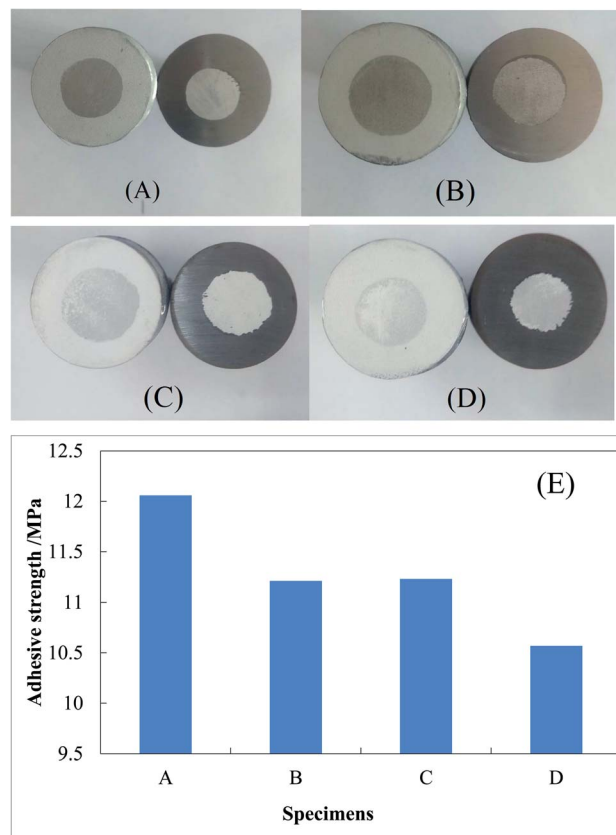 (A)
(B)
(C)
(D)
(E)
Adhesive strength /MPa
12.5
12
11.5
11
10.5
10
9.5
A B C D
Specimens